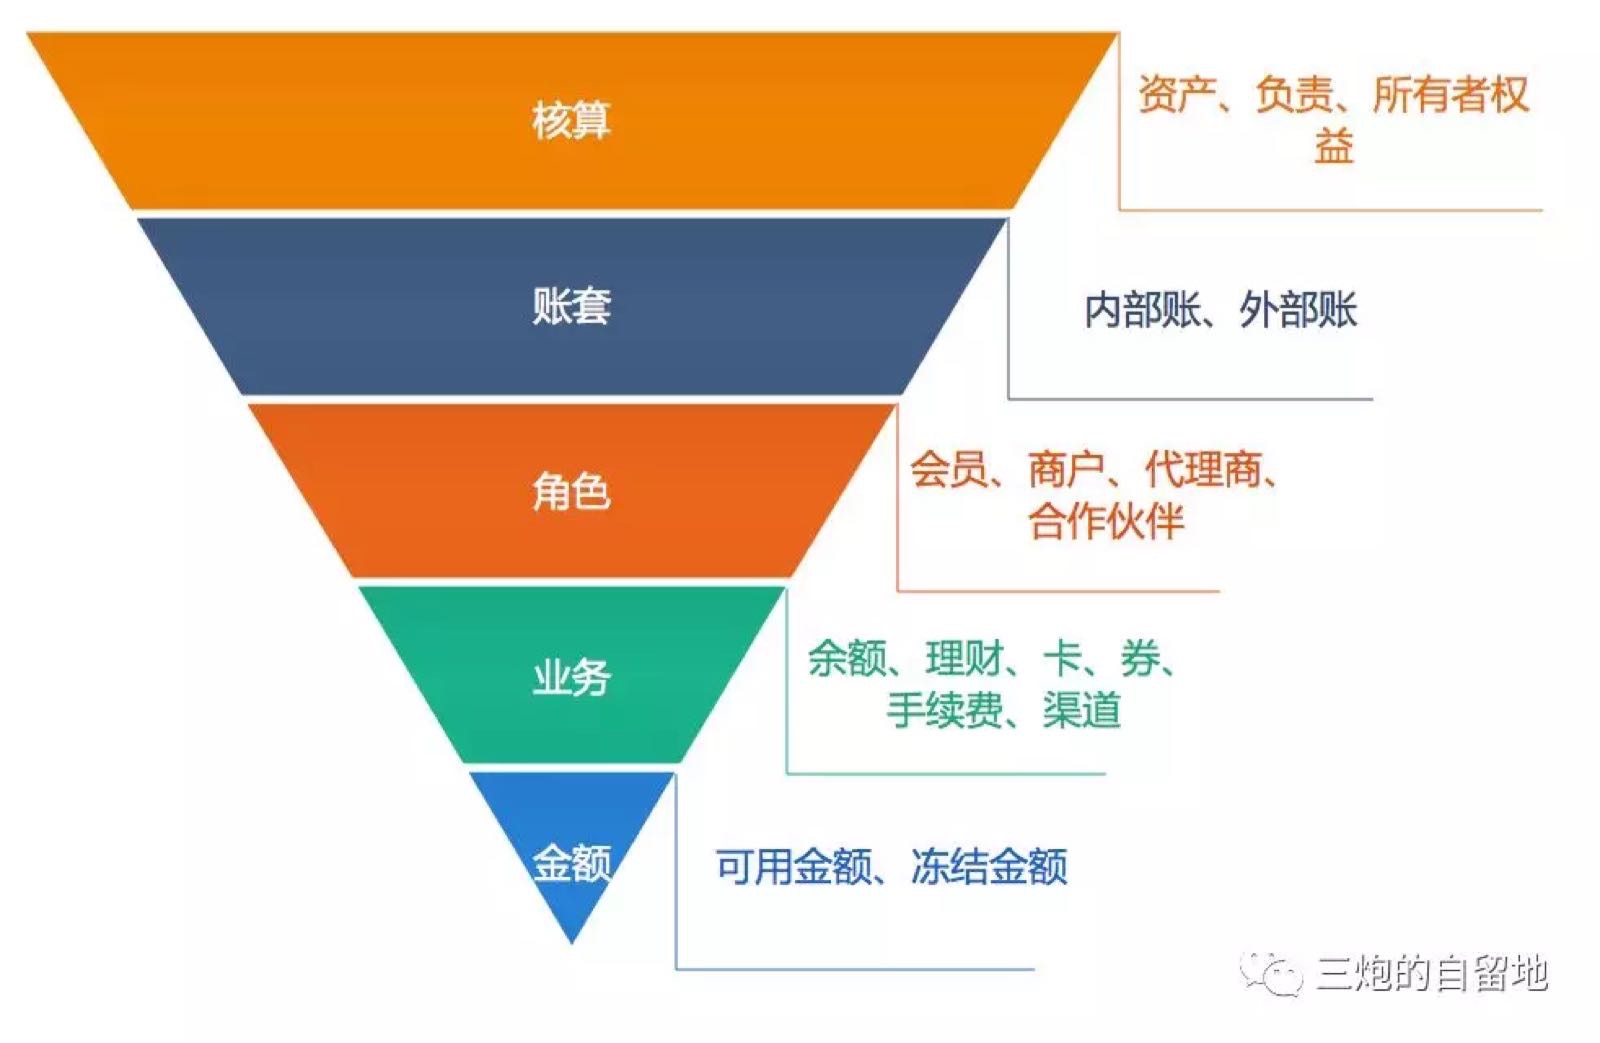 核算
资产、负责、所有者权
益
账套
内部账、外部账
角色
会员、商户、代理商、
合作伙伴
业务
余额、理财、卡、券、
手续费、渠道
金额
可用金额、冻结金额
三炮的自留地